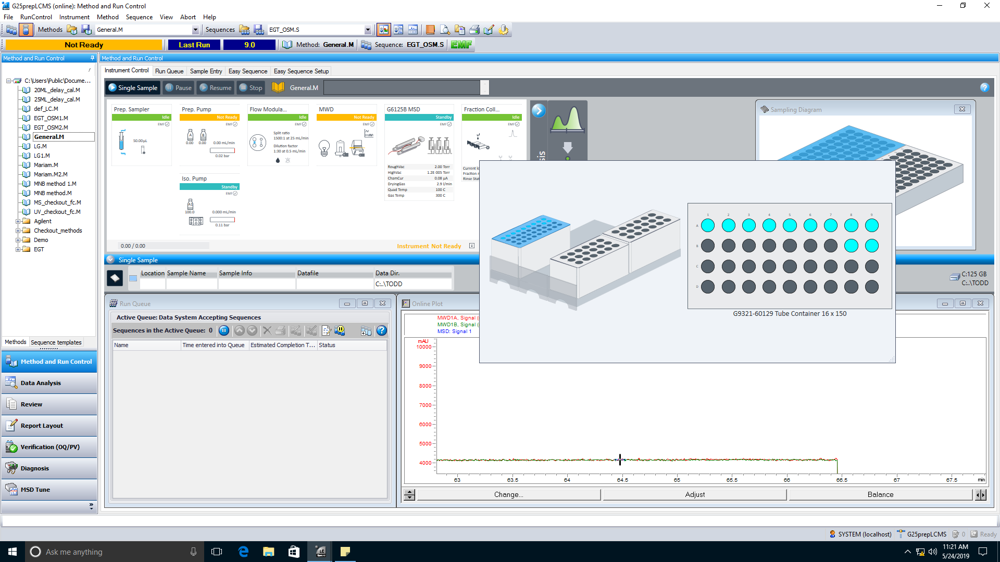 G25prepLCMS (online): Method and Run Control
File RunControl Instrument Method Sequence View Abort Help
Methods General.M Sequences EGT_OSM.S
Not Ready Last Run 9.0 Method: General.M Sequence: EGT_OSM.S EMF
Method and Run Control
Method and Run Control
C:\Users\Public\Docume...
20ML_delay_cal.M
25ML_delay_cal.M
def_LC.M
EGT_OSM1.M
EGT_OSM2.M
General.M
LG.M
LG1.M
Mariam.M
Mariam.M2.M
MNB method 1.M
MNB method.M
MS_checkout_fc.M
UV_checkout_fc.M
Agilent
Checkout_methods
Demo
EGT
Methods Sequence templates
Method and Run Control
Data Analysis
Review
Report Layout
Verification (OQ/PV)
Diagnosis
MSD Tune
Instrument Control Run Queue Sample Entry Easy Sequence Easy Sequence Setup
Single Sample Pause Resume Stop General.M
Prep. Sampler
Idle
EMF
50.00µL
Prep. Pump
Not Ready
EMF
A B
0.00 0.00 0.00 mL/min
0.02 bar
Iso. Pump
Standby
EMF
A1
100.0 0.000 mL/min
0.11 bar
Flow Modula...
Idle
EMF
Split ratio
1500:1 at 25 mL/min
Dilution factor
1:30 at 0.5 mL/min
MWD
Not Ready
EMF
G6125B MSD
Standby
EMF
RoughVac 2.00 Torr
HighVac 1.2E-005 Torr
ChamCur 0.08 µA
DryingGas 2.9 l/min
Quad Temp 100 C
Gas Temp 300 C
Fraction Coll...
Idle
EMF
Current lo
Fraction n
Rinse Stat
sis
0.00 / 0.00 Instrument Not Ready
Sampling Diagram
1 2 3 4 5 6 7 8 9
A
B
C
D
G9321-60129 Tube Container 16 x 150
Single Sample
Location Sample Name Sample Info Datafile Data Dir.
C:..\TODD
C:125 GB
C:..\TODD
Run Queue
Active Queue: Data System Accepting Sequences
Sequences in the Active Queue: 0
Name Time entered into Queue Estimated Completion T... Status
Online Plot
MWD1A, Signal (
MWD1B, Signal (
MSD: Signal 1
mAU
10000
9000
8000
7000
6000
5000
4000
63 63.5 64 64.5 65 65.5 66 66.5 67 67.5 min
Change... Adjust Balance
SYSTEM (localhost) G25prepLCMS 0 Ready
Ask me anything
11:21 AM
5/24/2019